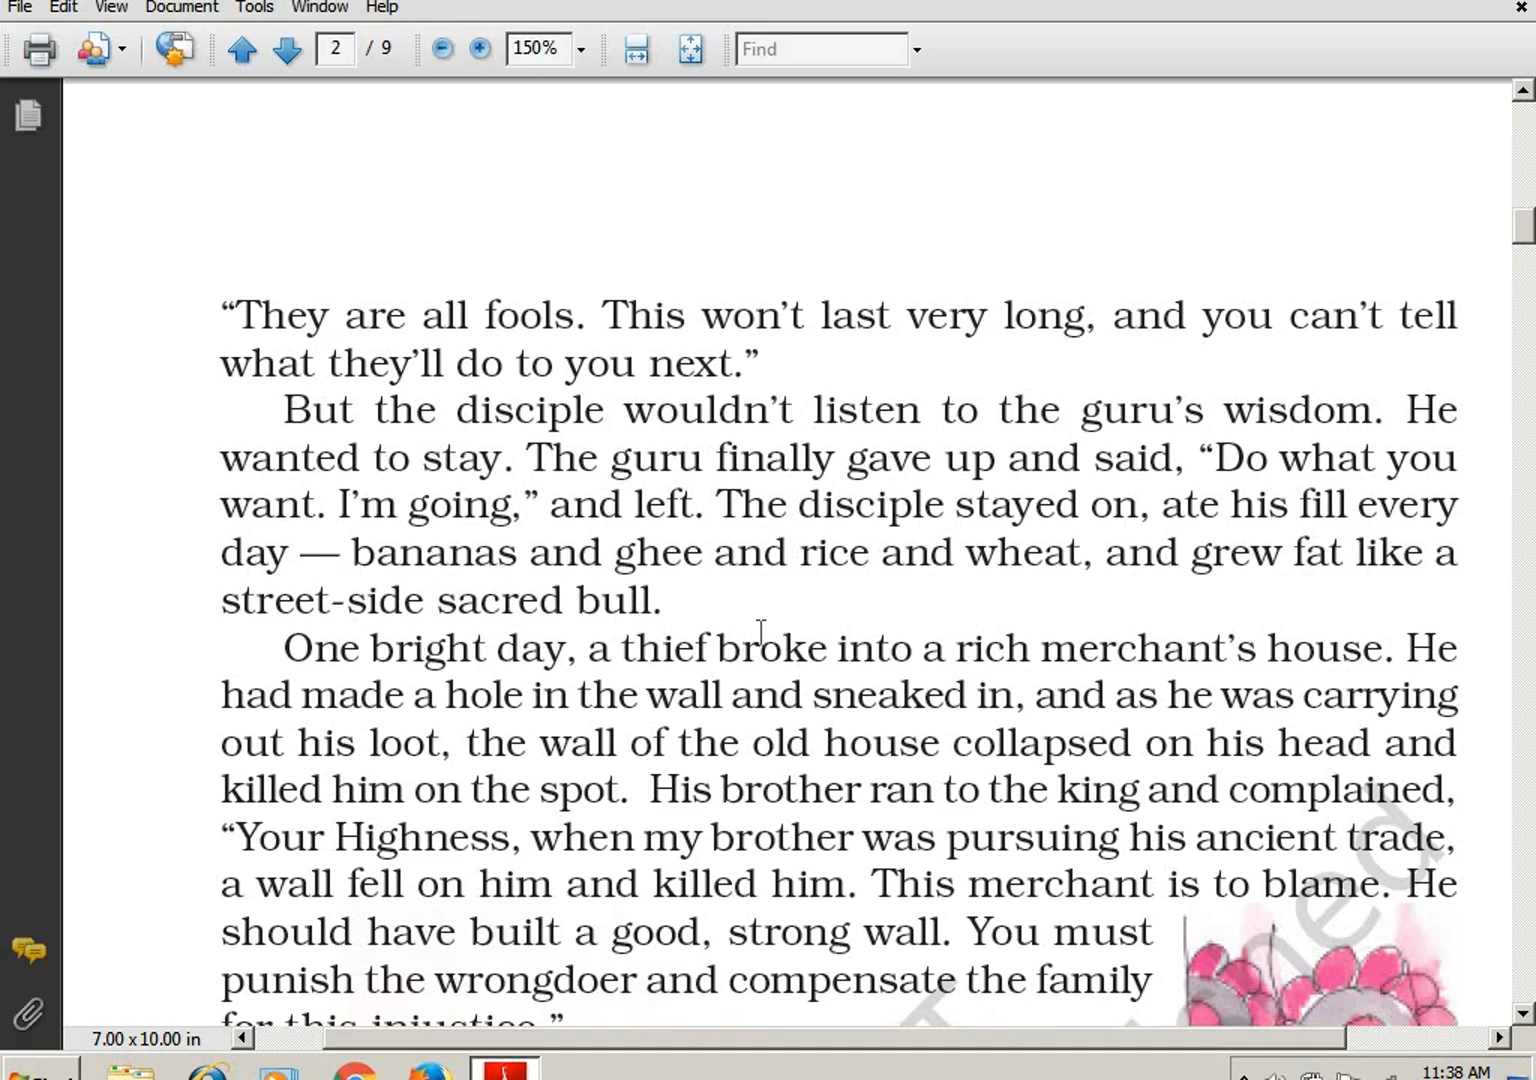 File Edit View Document Tools Window Help
2 / 9 150% Find
“They are all fools. This won’t last very long, and you can’t tell
what they’ll do to you next.”
But the disciple wouldn’t listen to the guru’s wisdom. He
wanted to stay. The guru finally gave up and said, “Do what you
want. I’m going,” and left. The disciple stayed on, ate his fill every
day — bananas and ghee and rice and wheat, and grew fat like a
street-side sacred bull.
One bright day, a thief broke into a rich merchant’s house. He
had made a hole in the wall and sneaked in, and as he was carrying
out his loot, the wall of the old house collapsed on his head and
killed him on the spot. His brother ran to the king and complained,
“Your Highness, when my brother was pursuing his ancient trade,
a wall fell on him and killed him. This merchant is to blame. He
should have built a good, strong wall. You must
punish the wrongdoer and compensate the family
for this injustice.”
7.00 x 10.00 in
11:38 AM